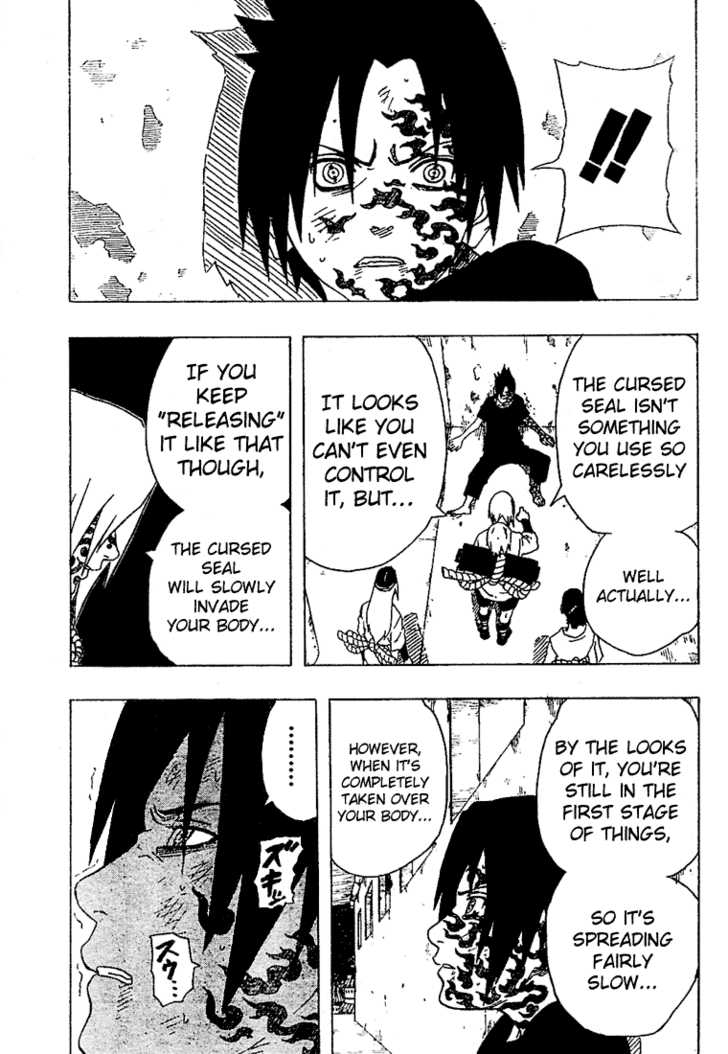 !!
THE CURSED
SEAL ISN'T
SOMETHING
YOU USE SO
CARELESSLY
WELL
ACTUALLY...
IT LOOKS
LIKE YOU
CAN'T EVEN
CONTROL
IT, BUT...
IF YOU
KEEP
"RELEASING"
IT LIKE THAT
THOUGH,
THE CURSED
SEAL
WILL SLOWLY
INVADE
YOUR BODY...
BY THE LOOKS
OF IT, YOU'RE
STILL IN THE
FIRST STAGE
OF THINGS,
SO IT'S
SPREADING
FAIRLY
SLOW...
HOWEVER,
WHEN IT'S
COMPLETELY
TAKEN OVER
YOUR BODY...
........
ズキッ
スウ...